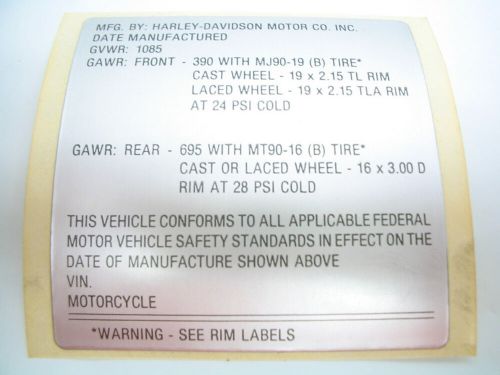 MFG. BY: HARLEY-DAVIDSON MOTOR CO. INC.
DATE MANUFACTURED
GVWR: 1085
GAWR: FRONT - 390 WITH MJ90-19 (B) TIRE*
CAST WHEEL - 19 x 2.15 TL RIM
LACED WHEEL - 19 x 2.15 TLA RIM
AT 24 PSI COLD
GAWR: REAR - 695 WITH MT90-16 (B) TIRE*
CAST OR LACED WHEEL - 16 x 3.00 D
RIM AT 28 PSI COLD
THIS VEHICLE CONFORMS TO ALL APPLICABLE FEDERAL
MOTOR VEHICLE SAFETY STANDARDS IN EFFECT ON THE
DATE OF MANUFACTURE SHOWN ABOVE
VIN.
MOTORCYCLE
*WARNING - SEE RIM LABELS